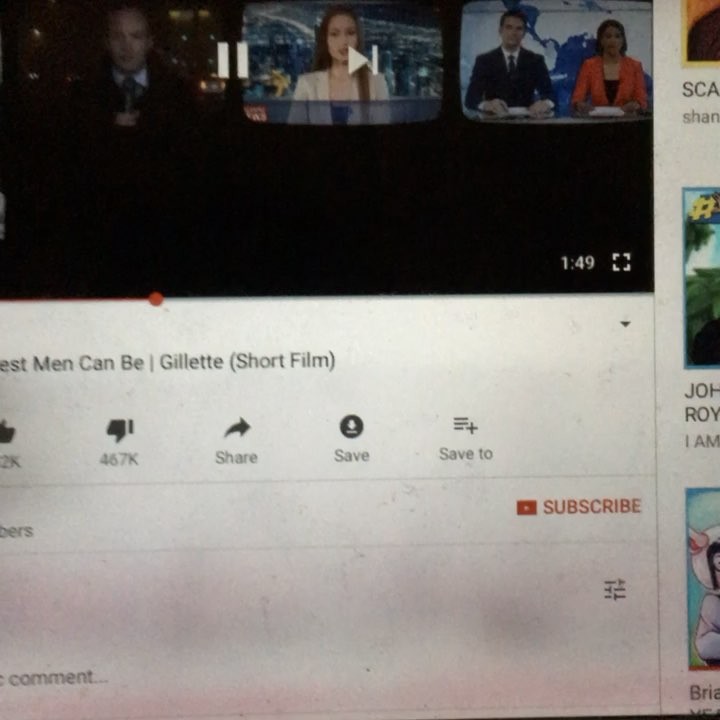 SCA
shan
1:49
est Men Can Be | Gillette (Short Film)
2K
467K
Share
Save
Save to
JOH
ROY
I AM
SUBSCRIBE
bers
comment...
Bria